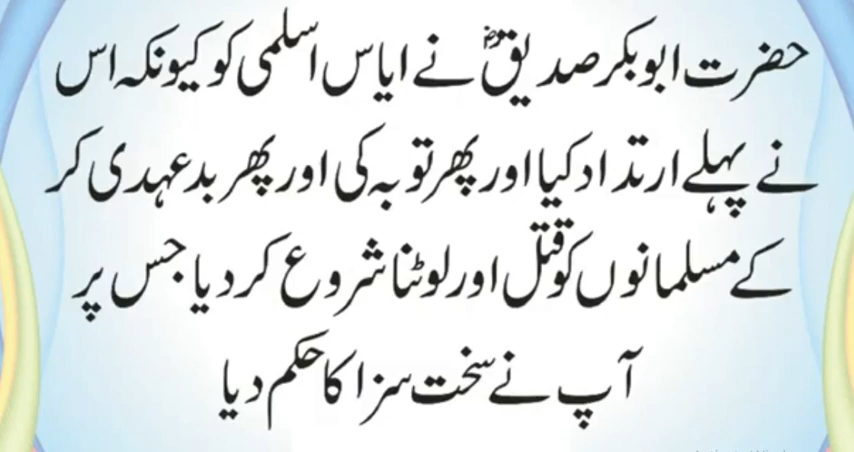 حضرت ابوبکر صدیقؓ نے ایاس اسلمی کو کیونکہ اس
نے پہلے ارتداد کیا اور پھر توبہ کی اور پھر بدعہدی کر
کے مسلمانوں کو قتل اور لوٹنا شروع کر دیا جس پر
آپ نے سخت سزا کا حکم دیا